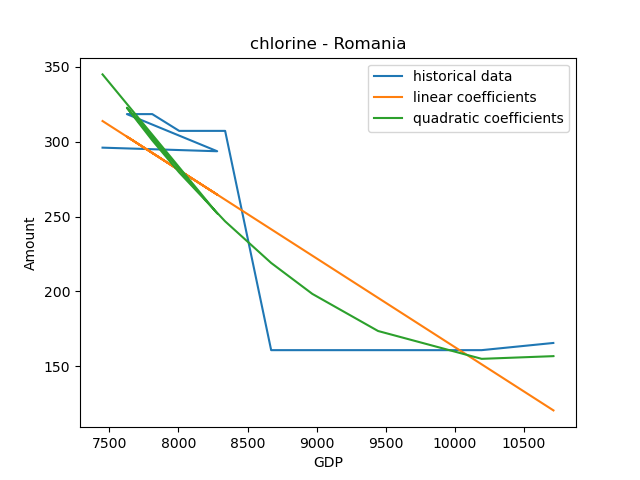 chlorine - Romania
historical data
linear coefficients
quadratic coefficients
Amount
350
300
250
200
150
7500 8000 8500 9000 9500 10000 10500
GDP